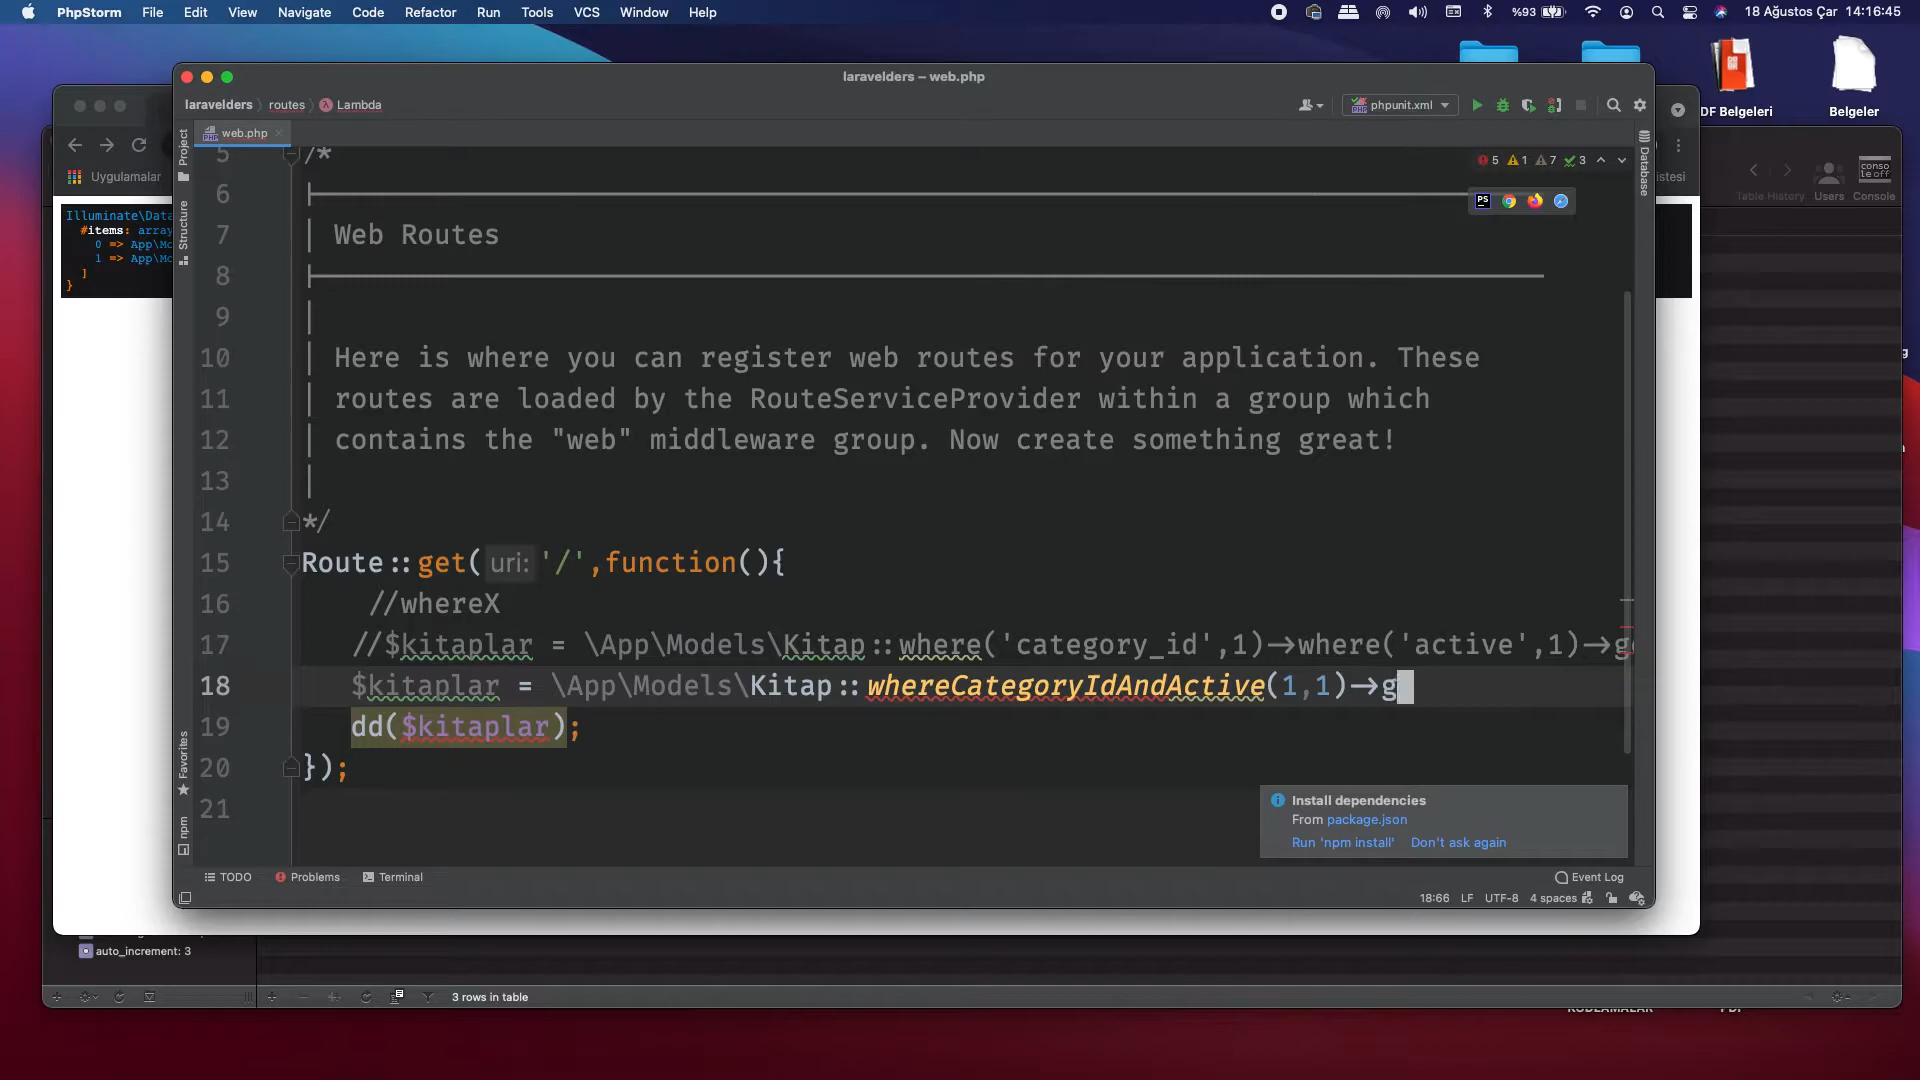 PhpStorm File Edit View Navigate Code Refactor Run Tools VCS Window Help %93 18 Ağustos Çar 14:16:45
laravelders – web.php
laravelders routes Lambda phpunit.xml
DF Belgeleri Belgeler
web.php
Project
Structure
Favorites
npm
Database
Uygulamalar
Illuminate\Data
#items: array
0 => App\Mo
1 => App\Mo
]
}
Table History Users Console
console off
5 1 7 3
5 /*
6 |
7 | Web Routes
8 |
9 |
10 | Here is where you can register web routes for your application. These
11 | routes are loaded by the RouteServiceProvider within a group which
12 | contains the "web" middleware group. Now create something great!
13 |
14 */
15 Route::get( uri: '/',function(){
16 //whereX
17 //$kitaplar = \App\Models\Kitap::where('category_id',1)->where('active',1)->ge
18 $kitaplar = \App\Models\Kitap::whereCategoryIdAndActive(1,1)->g
19 dd($kitaplar);
20 });
21
Install dependencies
From package.json
Run 'npm install' Don't ask again
TODO Problems Terminal Event Log
18:66 LF UTF-8 4 spaces
auto_increment: 3
3 rows in table